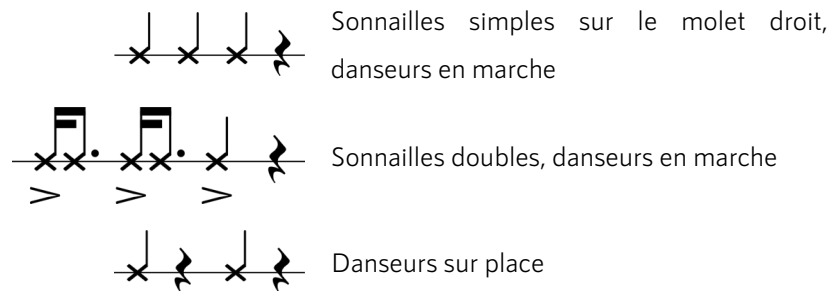 Sonnailles simples sur le molet droit,
danseurs en marche
Sonnailles doubles, danseurs en marche
Danseurs sur place